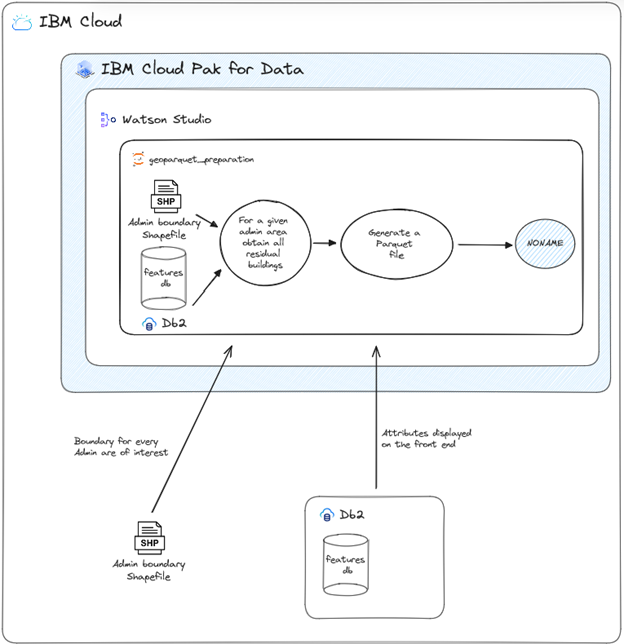 IBM Cloud
IBM Cloud Pak for Data
Watson Studio
geoparquet_preparation
SHP
Admin boundary
Shapefile
features
db
Db2
For a given
admin area
obtain all
residual
buildings
Generate a
Parquet
file
NONAME
Boundary for every
Admin are of interest
Attributes displayed
on the front end
SHP
Admin boundary
Shapefile
Db2
features
db